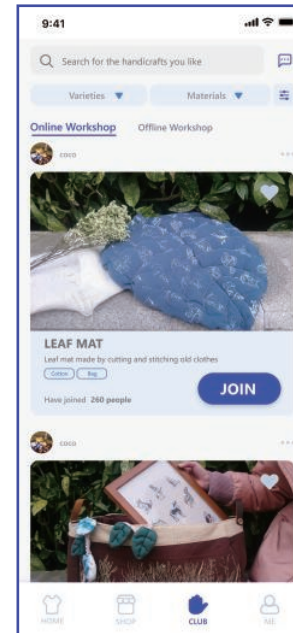 9:41
Search for the handicrafts you like
Varieties Materials
Online Workshop Offline Workshop
coco
LEAF MAT
Leaf mat made by cutting and stitching old clothes
Cotton Bag
Have joined 260 people
JOIN
coco
HOME SHOP CLUB ME